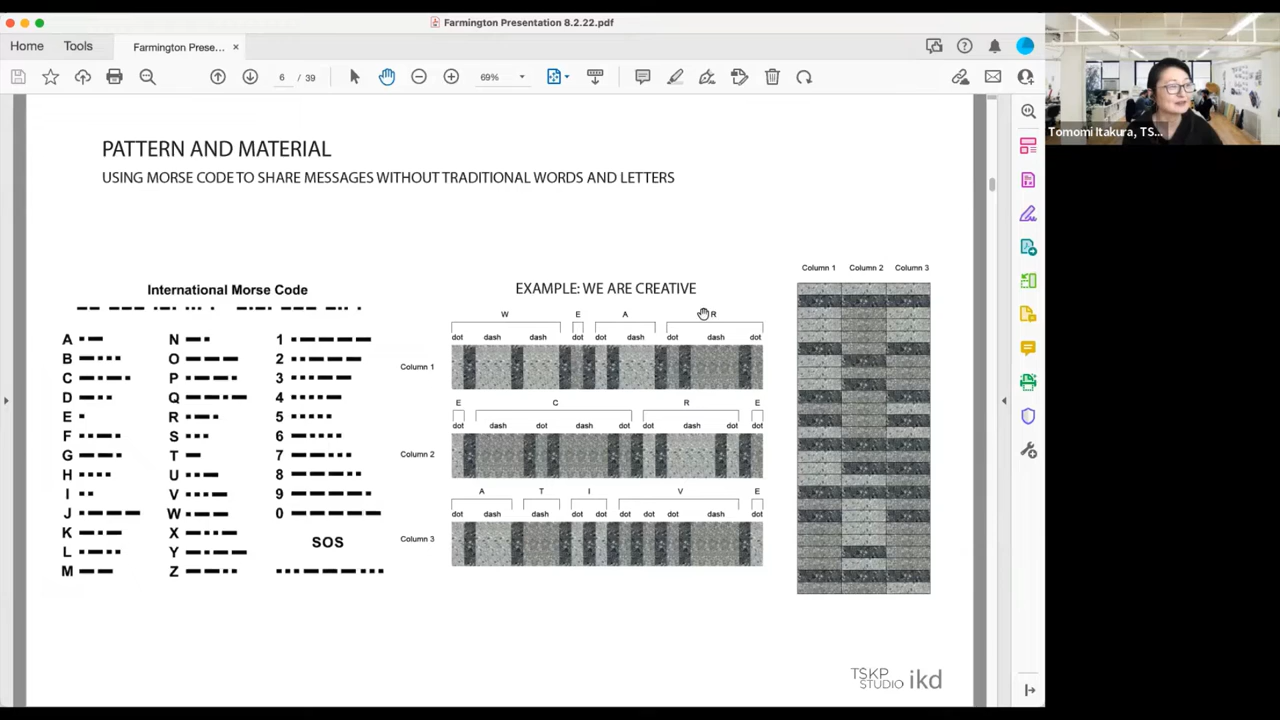 Farmington Presentation 8.2.22.pdf
Home Tools Farmington Prese... ×
6 / 39 69%
Tomomi Itakura, TS...
PATTERN AND MATERIAL
USING MORSE CODE TO SHARE MESSAGES WITHOUT TRADITIONAL WORDS AND LETTERS
International Morse Code
A N 1
B O 2
C P 3
D Q 4
E R 5
F S 6
G T 7
H U 8
I V 9
J W 0
K X
L Y
M Z
SOS
EXAMPLE: WE ARE CREATIVE
W E A R
dot dash dash dot dot dash dot dash dot
Column 1
E C R E
dot dash dot dash dot dot dash dot dot
Column 2
A T I V E
dot dash dash dot dot dot dot dot dash dot
Column 3
Column 1 Column 2 Column 3
TSKP
STUDIO ikd